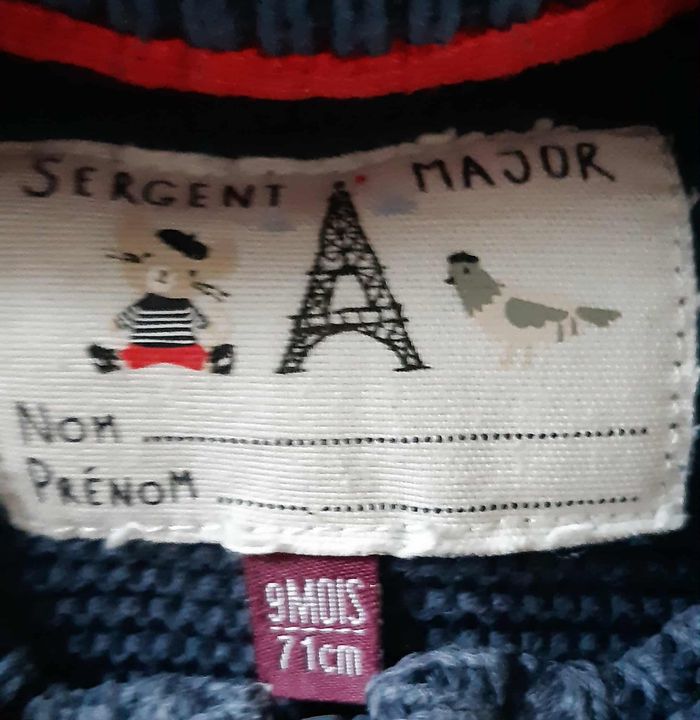 SERGENT MAJOR
NOM
PRÉNOM
9MOIS
71cm